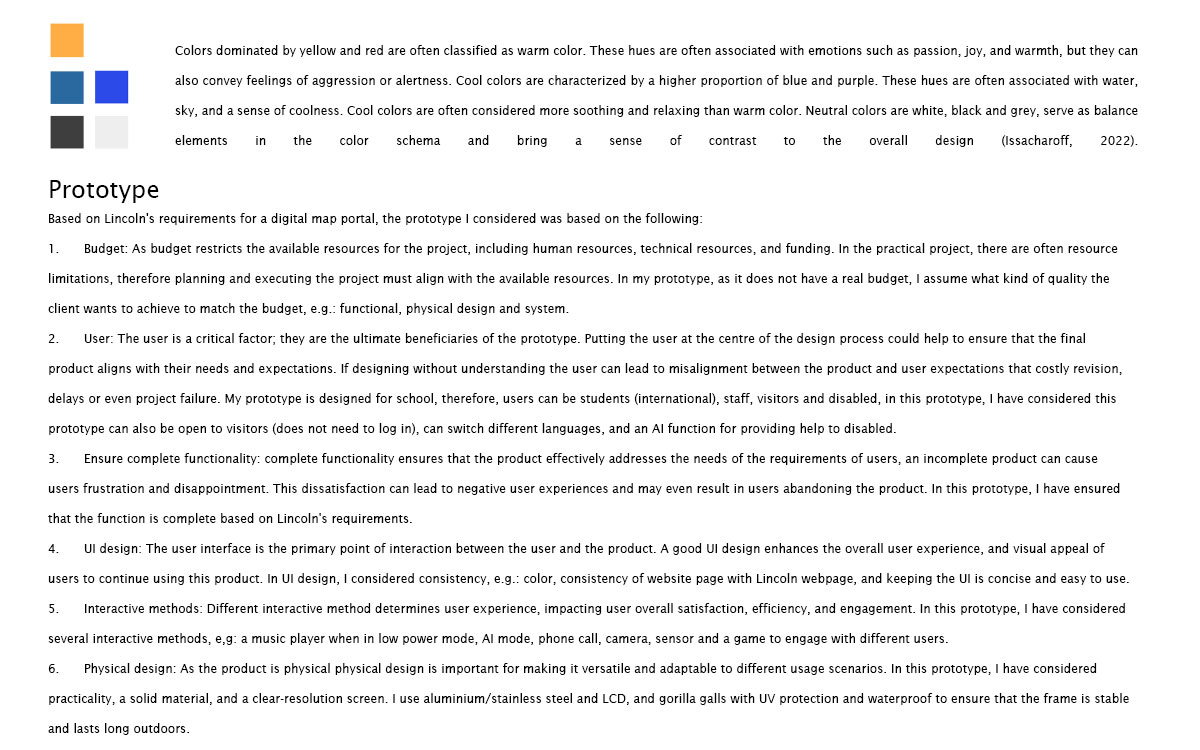 Colors dominated by yellow and red are often classified as warm color. These hues are often associated with emotions such as passion, joy, and warmth, but they can
also convey feelings of aggression or alertness. Cool colors are characterized by a higher proportion of blue and purple. These hues are often associated with water,
sky, and a sense of coolness. Cool colors are often considered more soothing and relaxing than warm color. Neutral colors are white, black and grey, serve as balance
elements in the color schema and bring a sense of contrast to the overall design (Issacharoff, 2022).
Prototype
Based on Lincoln's requirements for a digital map portal, the prototype I considered was based on the following:
1. Budget: As budget restricts the available resources for the project, including human resources, technical resources, and funding. In the practical project, there are often resource
limitations, therefore planning and executing the project must align with the available resources. In my prototype, as it does not have a real budget, I assume what kind of quality the
client wants to achieve to match the budget, e.g.: functional, physical design and system.
2. User: The user is a critical factor; they are the ultimate beneficiaries of the prototype. Putting the user at the centre of the design process could help to ensure that the final
product aligns with their needs and expectations. If designing without understanding the user can lead to misalignment between the product and user expectations that costly revision,
delays or even project failure. My prototype is designed for school, therefore, users can be students (international), staff, visitors and disabled, in this prototype, I have considered this
prototype can also be open to visitors (does not need to log in), can switch different languages, and an AI function for providing help to disabled.
3. Ensure complete functionality: complete functionality ensures that the product effectively addresses the needs of the requirements of users, an incomplete product can cause
users frustration and disappointment. This dissatisfaction can lead to negative user experiences and may even result in users abandoning the product. In this prototype, I have ensured
that the function is complete based on Lincoln's requirements.
4. UI design: The user interface is the primary point of interaction between the user and the product. A good UI design enhances the overall user experience, and visual appeal of
users to continue using this product. In UI design, I considered consistency, e.g.: color, consistency of website page with Lincoln webpage, and keeping the UI is concise and easy to use.
5. Interactive methods: Different interactive method determines user experience, impacting user overall satisfaction, efficiency, and engagement. In this prototype, I have considered
several interactive methods, e,g: a music player when in low power mode, AI mode, phone call, camera, sensor and a game to engage with different users.
6. Physical design: As the product is physical physical design is important for making it versatile and adaptable to different usage scenarios. In this prototype, I have considered
practicality, a solid material, and a clear-resolution screen. I use aluminium/stainless steel and LCD, and gorilla galls with UV protection and waterproof to ensure that the frame is stable
and lasts long outdoors.